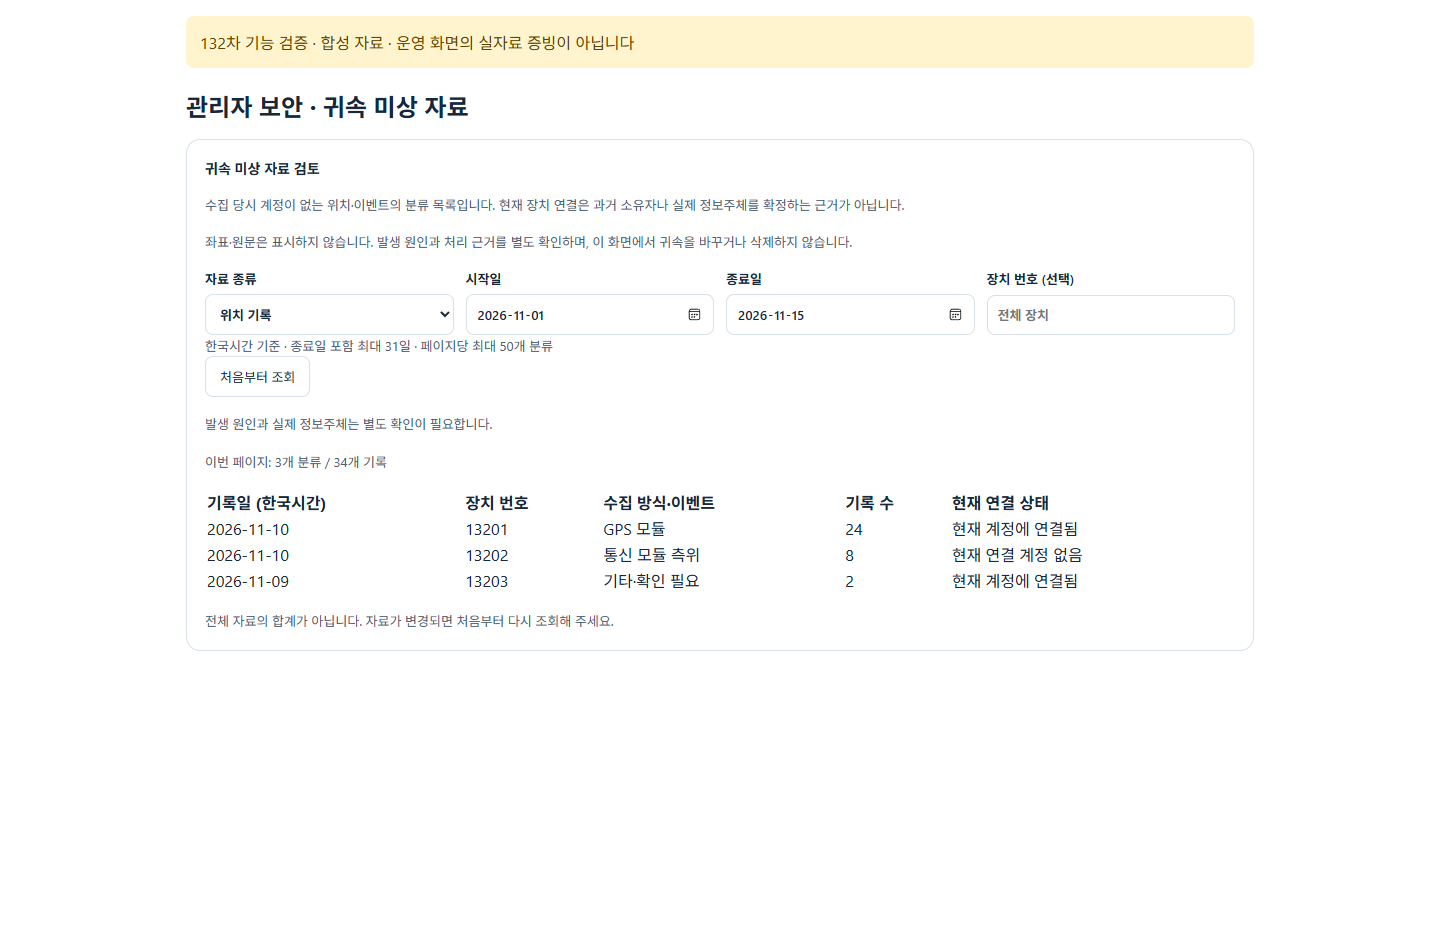 132차 기능 검증 · 합성 자료 · 운영 화면의 실자료 증빙이 아닙니다
관리자 보안 · 귀속 미상 자료
귀속 미상 자료 검토
수집 당시 계정이 없는 위치·이벤트의 분류 목록입니다. 현재 장치 연결은 과거 소유자나 실제 정보주체를 확정하는 근거가 아닙니다.
좌표·원문은 표시하지 않습니다. 발생 원인과 처리 근거를 별도 확인하며, 이 화면에서 귀속을 바꾸거나 삭제하지 않습니다.
자료 종류 시작일 종료일 장치 번호 (선택)
위치 기록 2026-11-01 2026-11-15 전체 장치
한국시간 기준 · 종료일 포함 최대 31일 · 페이지당 최대 50개 분류
처음부터 조회
발생 원인과 실제 정보주체는 별도 확인이 필요합니다.
이번 페이지: 3개 분류 / 34개 기록
기록일 (한국시간) 장치 번호 수집 방식·이벤트 기록 수 현재 연결 상태
2026-11-10 13201 GPS 모듈 24 현재 계정에 연결됨
2026-11-10 13202 통신 모듈 측위 8 현재 연결 계정 없음
2026-11-09 13203 기타·확인 필요 2 현재 계정에 연결됨
전체 자료의 합계가 아닙니다. 자료가 변경되면 처음부터 다시 조회해 주세요.